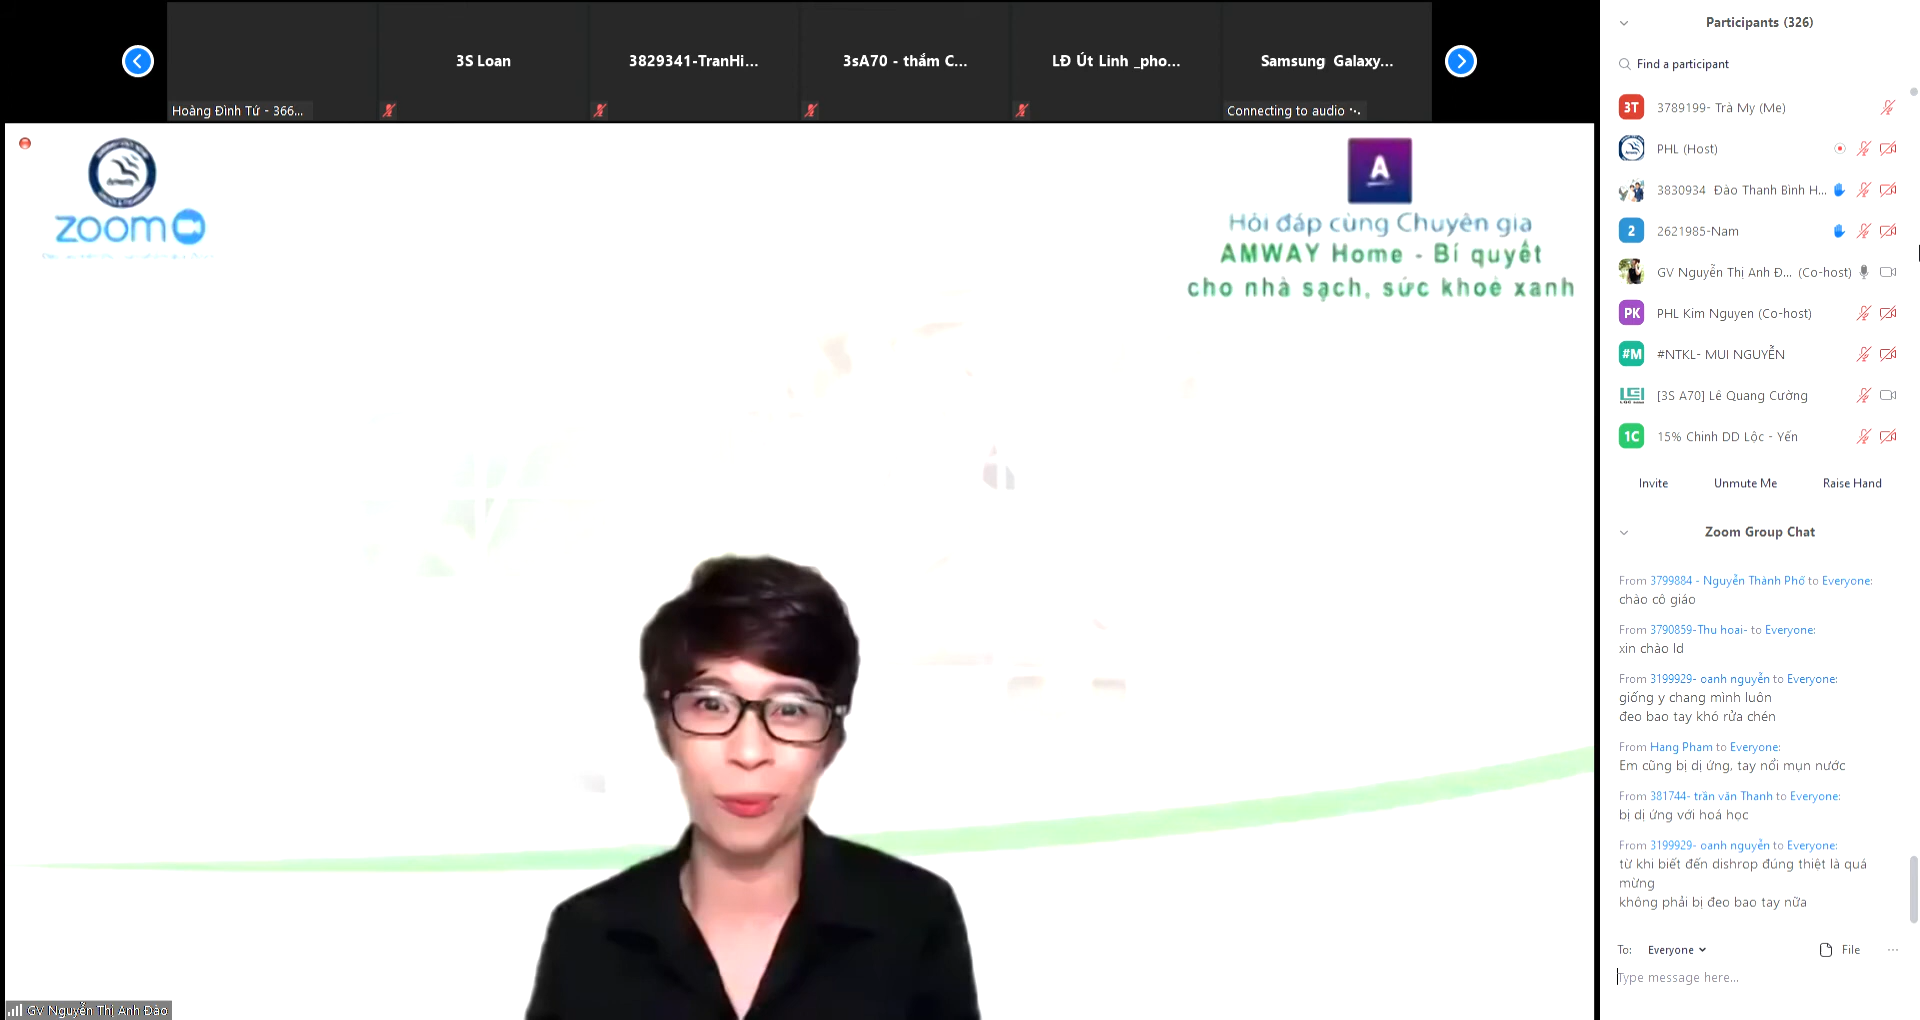 3S Loan
3829341-TranHi...
3sA70 - thắm C...
LĐ Út Linh _pho...
Samsung Galaxy...
Hoàng Đình Tứ - 366...
Connecting to audio
Amway
zoom
A
Hỏi đáp cùng Chuyên gia
AMWAY Home - Bí quyết
cho nhà sạch, sức khoẻ xanh
GV Nguyễn Thị Anh Đào
Participants (326)
Find a participant
3T 3789199- Trà My (Me)
PHL (Host)
3830934 Đào Thanh Bình H...
2 2621985-Nam
GV Nguyễn Thị Anh Đ... (Co-host)
PK PHL Kim Nguyen (Co-host)
#M #NTKL- MUI NGUYỄN
[3S A70] Lê Quang Cường
1C 15% Chinh DD Lộc - Yến
Invite Unmute Me Raise Hand
Zoom Group Chat
From 3799884 - Nguyễn Thành Phố to Everyone:
chào cô giáo
From 3790859-Thu hoai- to Everyone:
xin chào ld
From 3199929- oanh nguyễn to Everyone:
giống y chang mình luôn
đeo bao tay khó rửa chén
From Hang Pham to Everyone:
Em cũng bị dị ứng, tay nổi mụn nước
From 381744- trần văn Thanh to Everyone:
bị dị ứng với hoá học
From 3199929- oanh nguyễn to Everyone:
từ khi biết đến dishrop đúng thiệt là quá
mừng
không phải bị đeo bao tay nữa
To: Everyone File ...
Type message here...